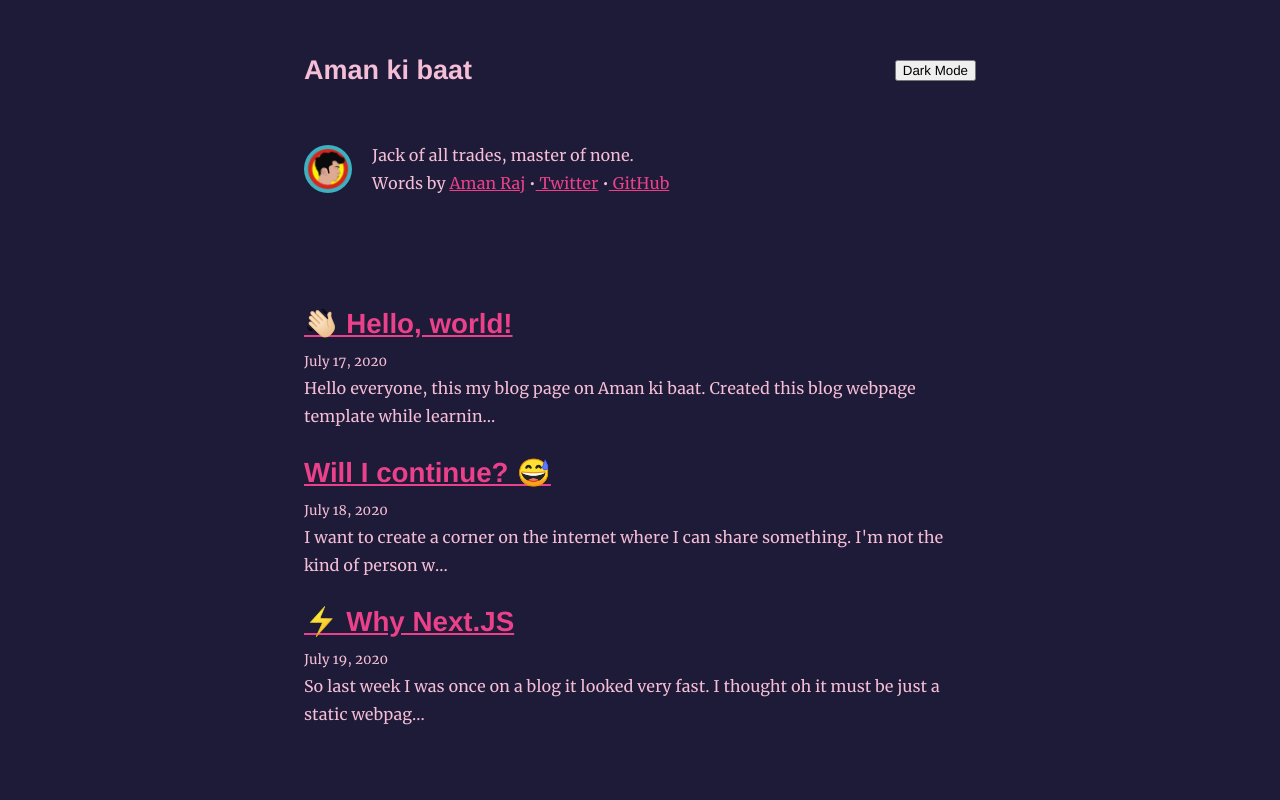 Aman ki baat
Dark Mode
Jack of all trades, master of none.
Words by Aman Raj • Twitter • GitHub
👋🏻 Hello, world!
July 17, 2020
Hello everyone, this my blog page on Aman ki baat. Created this blog webpage
template while learnin...
Will I continue? 😅
July 18, 2020
I want to create a corner on the internet where I can share something. I'm not the
kind of person w...
⚡ Why Next.JS
July 19, 2020
So last week I was once on a blog it looked very fast. I thought oh it must be just a
static webpag...